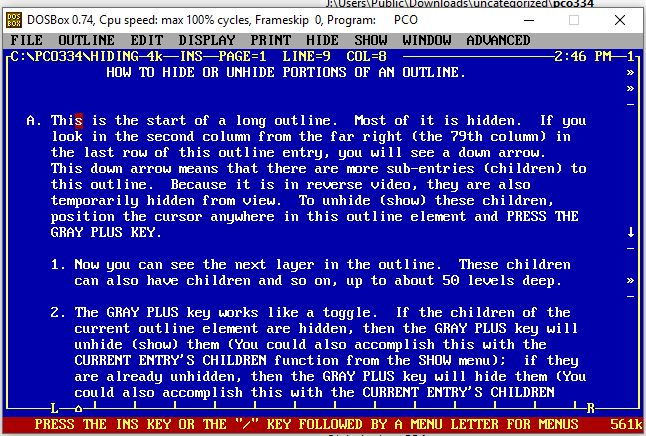 J:\Users\Public\Downloads\uncategorized\pco334
DOSBox 0.74, Cpu speed: max 100% cycles, Frameskip 0, Program: PCO
FILE OUTLINE EDIT DISPLAY PRINT HIDE SHOW WINDOW ADVANCED
C:\PCO334\HIDING-4k—INS—PAGE=1 LINE=9 COL=8 2:46 PM—1
HOW TO HIDE OR UNHIDE PORTIONS OF AN OUTLINE. »
»
A. This is the start of a long outline. Most of it is hidden. If you
look in the second column from the far right (the 79th column) in
the last row of this outline entry, you will see a down arrow.
This down arrow means that there are more sub-entries (children) to
this outline. Because it is in reverse video, they are also
temporarily hidden from view. To unhide (show) these children,
position the cursor anywhere in this outline element and PRESS THE
GRAY PLUS KEY. ↓
1. Now you can see the next layer in the outline. These children
can also have children and so on, up to about 50 levels deep. »
2. The GRAY PLUS key works like a toggle. If the children of the
current outline element are hidden, then the GRAY PLUS key will
unhide (show) them (You could also accomplish this with the
CURRENT ENTRY'S CHILDREN function from the SHOW menu); if they
are already unhidden, then the GRAY PLUS key will hide them (You
could also accomplish this with the CURRENT ENTRY'S CHILDREN
L R
PRESS THE INS KEY OR THE "/" KEY FOLLOWED BY A MENU LETTER FOR MENUS 561k